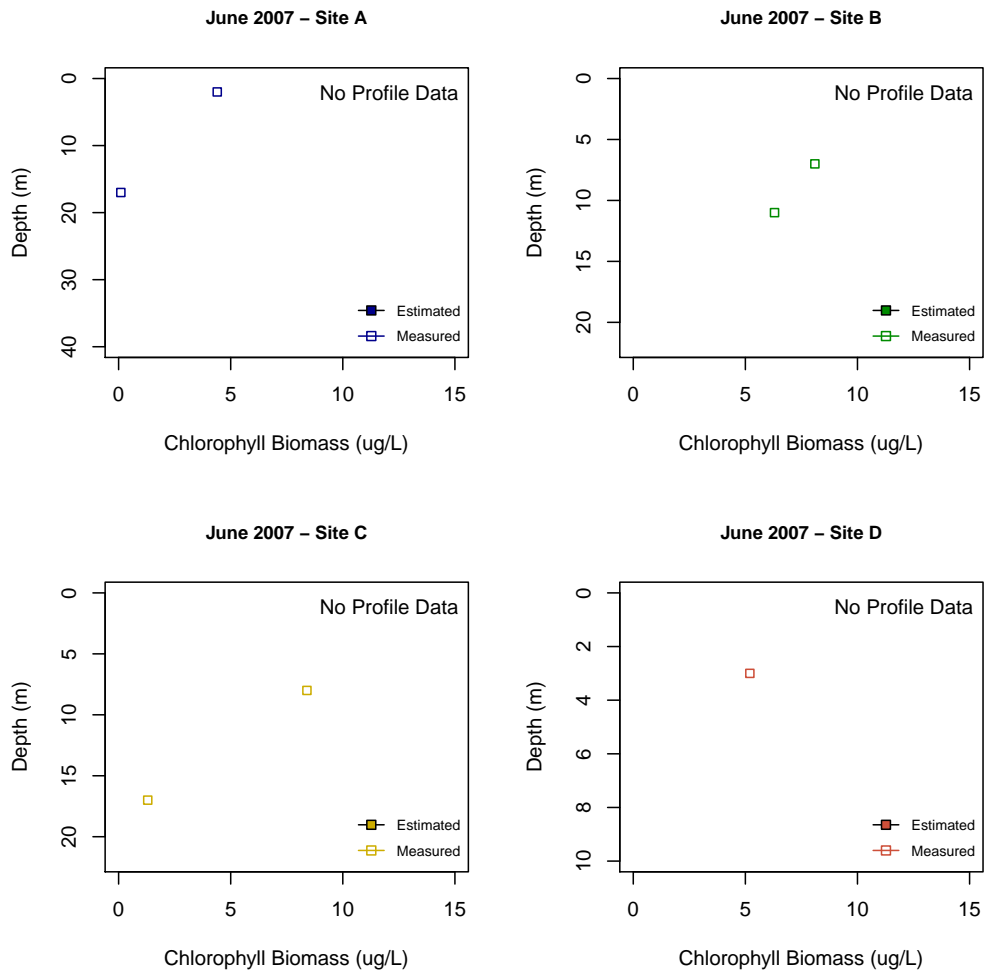 June 2007 – Site A
No Profile Data
0
10
20
30
40
Depth (m)
Estimated
Measured
0 5 10 15
Chlorophyll Biomass (ug/L)
June 2007 – Site B
No Profile Data
0
5
10
15
20
Depth (m)
Estimated
Measured
0 5 10 15
Chlorophyll Biomass (ug/L)
June 2007 – Site C
No Profile Data
0
5
10
15
20
Depth (m)
Estimated
Measured
0 5 10 15
Chlorophyll Biomass (ug/L)
June 2007 – Site D
No Profile Data
0
2
4
6
8
10
Depth (m)
Estimated
Measured
0 5 10 15
Chlorophyll Biomass (ug/L)